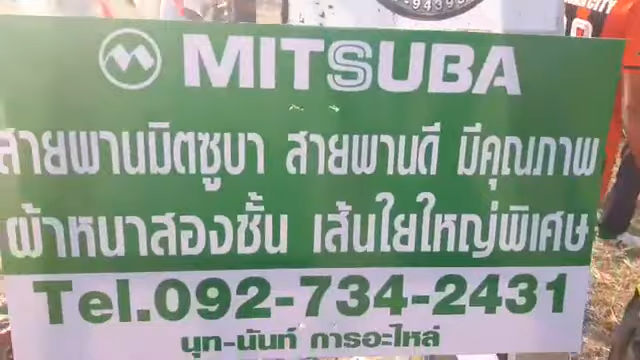 MITSUBA
สายพานมิตซูบา สายพานดี มีคุณภาพ
ผ้าหนาสองชั้น เส้นใยใหญ่พิเศษ
Tel.092-734-2431
นุท-นันท์ การอะไหล่